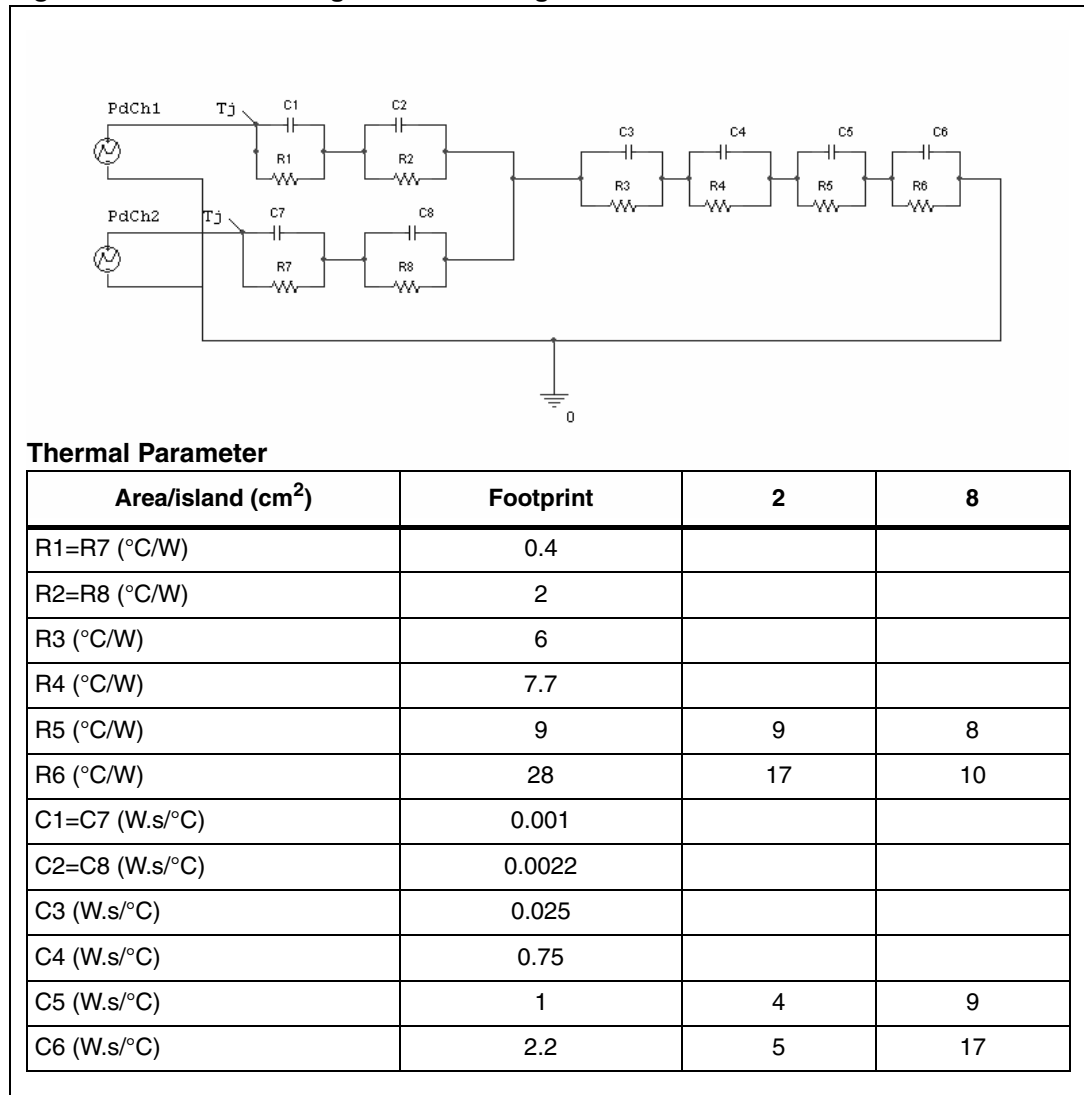 PdCh1 Tj C1 C2
C3 C4 C5 C6
R1 R2
R3 R4 R5 R6
PdCh2 Tj C7 C8
R7 R8
0
Thermal Parameter
Area/island (cm2) Footprint 2 8
R1=R7 (°C/W) 0.4
R2=R8 (°C/W) 2
R3 (°C/W) 6
R4 (°C/W) 7.7
R5 (°C/W) 9 9 8
R6 (°C/W) 28 17 10
C1=C7 (W.s/°C) 0.001
C2=C8 (W.s/°C) 0.0022
C3 (W.s/°C) 0.025
C4 (W.s/°C) 0.75
C5 (W.s/°C) 1 4 9
C6 (W.s/°C) 2.2 5 17